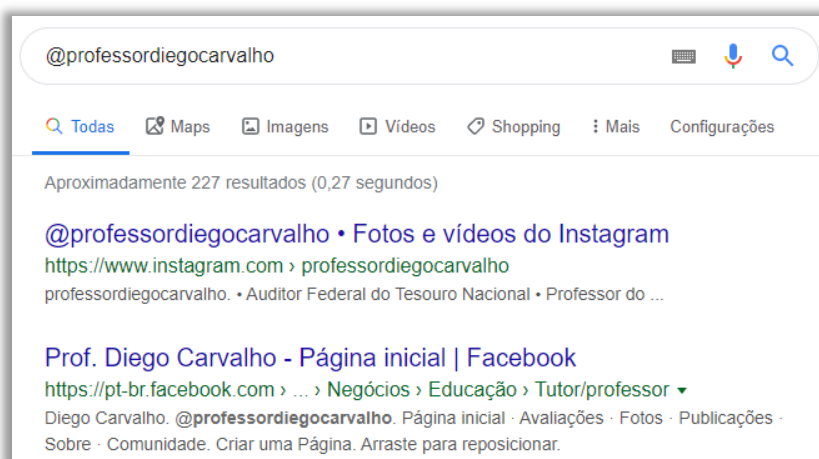 @professordiegocarvalho
Todas Maps Imagens Vídeos Shopping Mais Configurações
Aproximadamente 227 resultados (0,27 segundos)
@professordiegocarvalho • Fotos e vídeos do Instagram
https://www.instagram.com › professordiegocarvalho
professordiegocarvalho. • Auditor Federal do Tesouro Nacional • Professor do ...
Prof. Diego Carvalho - Página inicial | Facebook
https://pt-br.facebook.com › ... › Negócios › Educação › Tutor/professor
Diego Carvalho. @professordiegocarvalho. Página inicial · Avaliações · Fotos · Publicações ·
Sobre · Comunidade. Criar uma Página. Arraste para reposicionar.